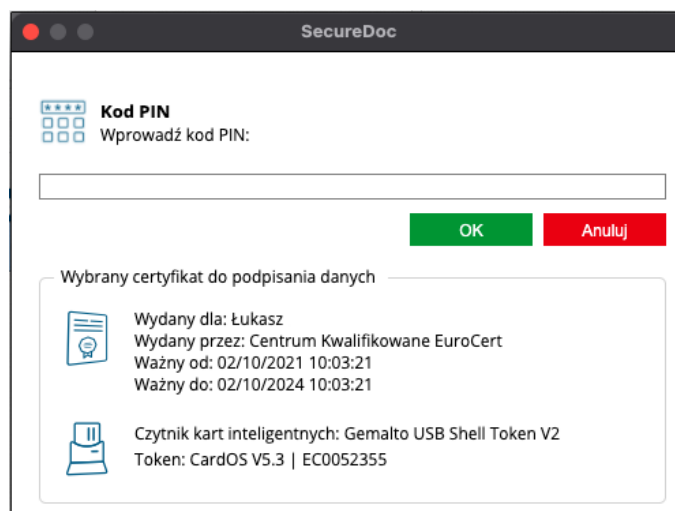 SecureDoc
****
Kod PIN
Wprowadź kod PIN:
OK
Anuluj
Wybrany certyfikat do podpisania danych
Wydany dla: Łukasz
Wydany przez: Centrum Kwalifikowane EuroCert
Ważny od: 02/10/2021 10:03:21
Ważny do: 02/10/2024 10:03:21
Czytnik kart inteligentnych: Gemalto USB Shell Token V2
Token: CardOS V5.3 | EC0052355